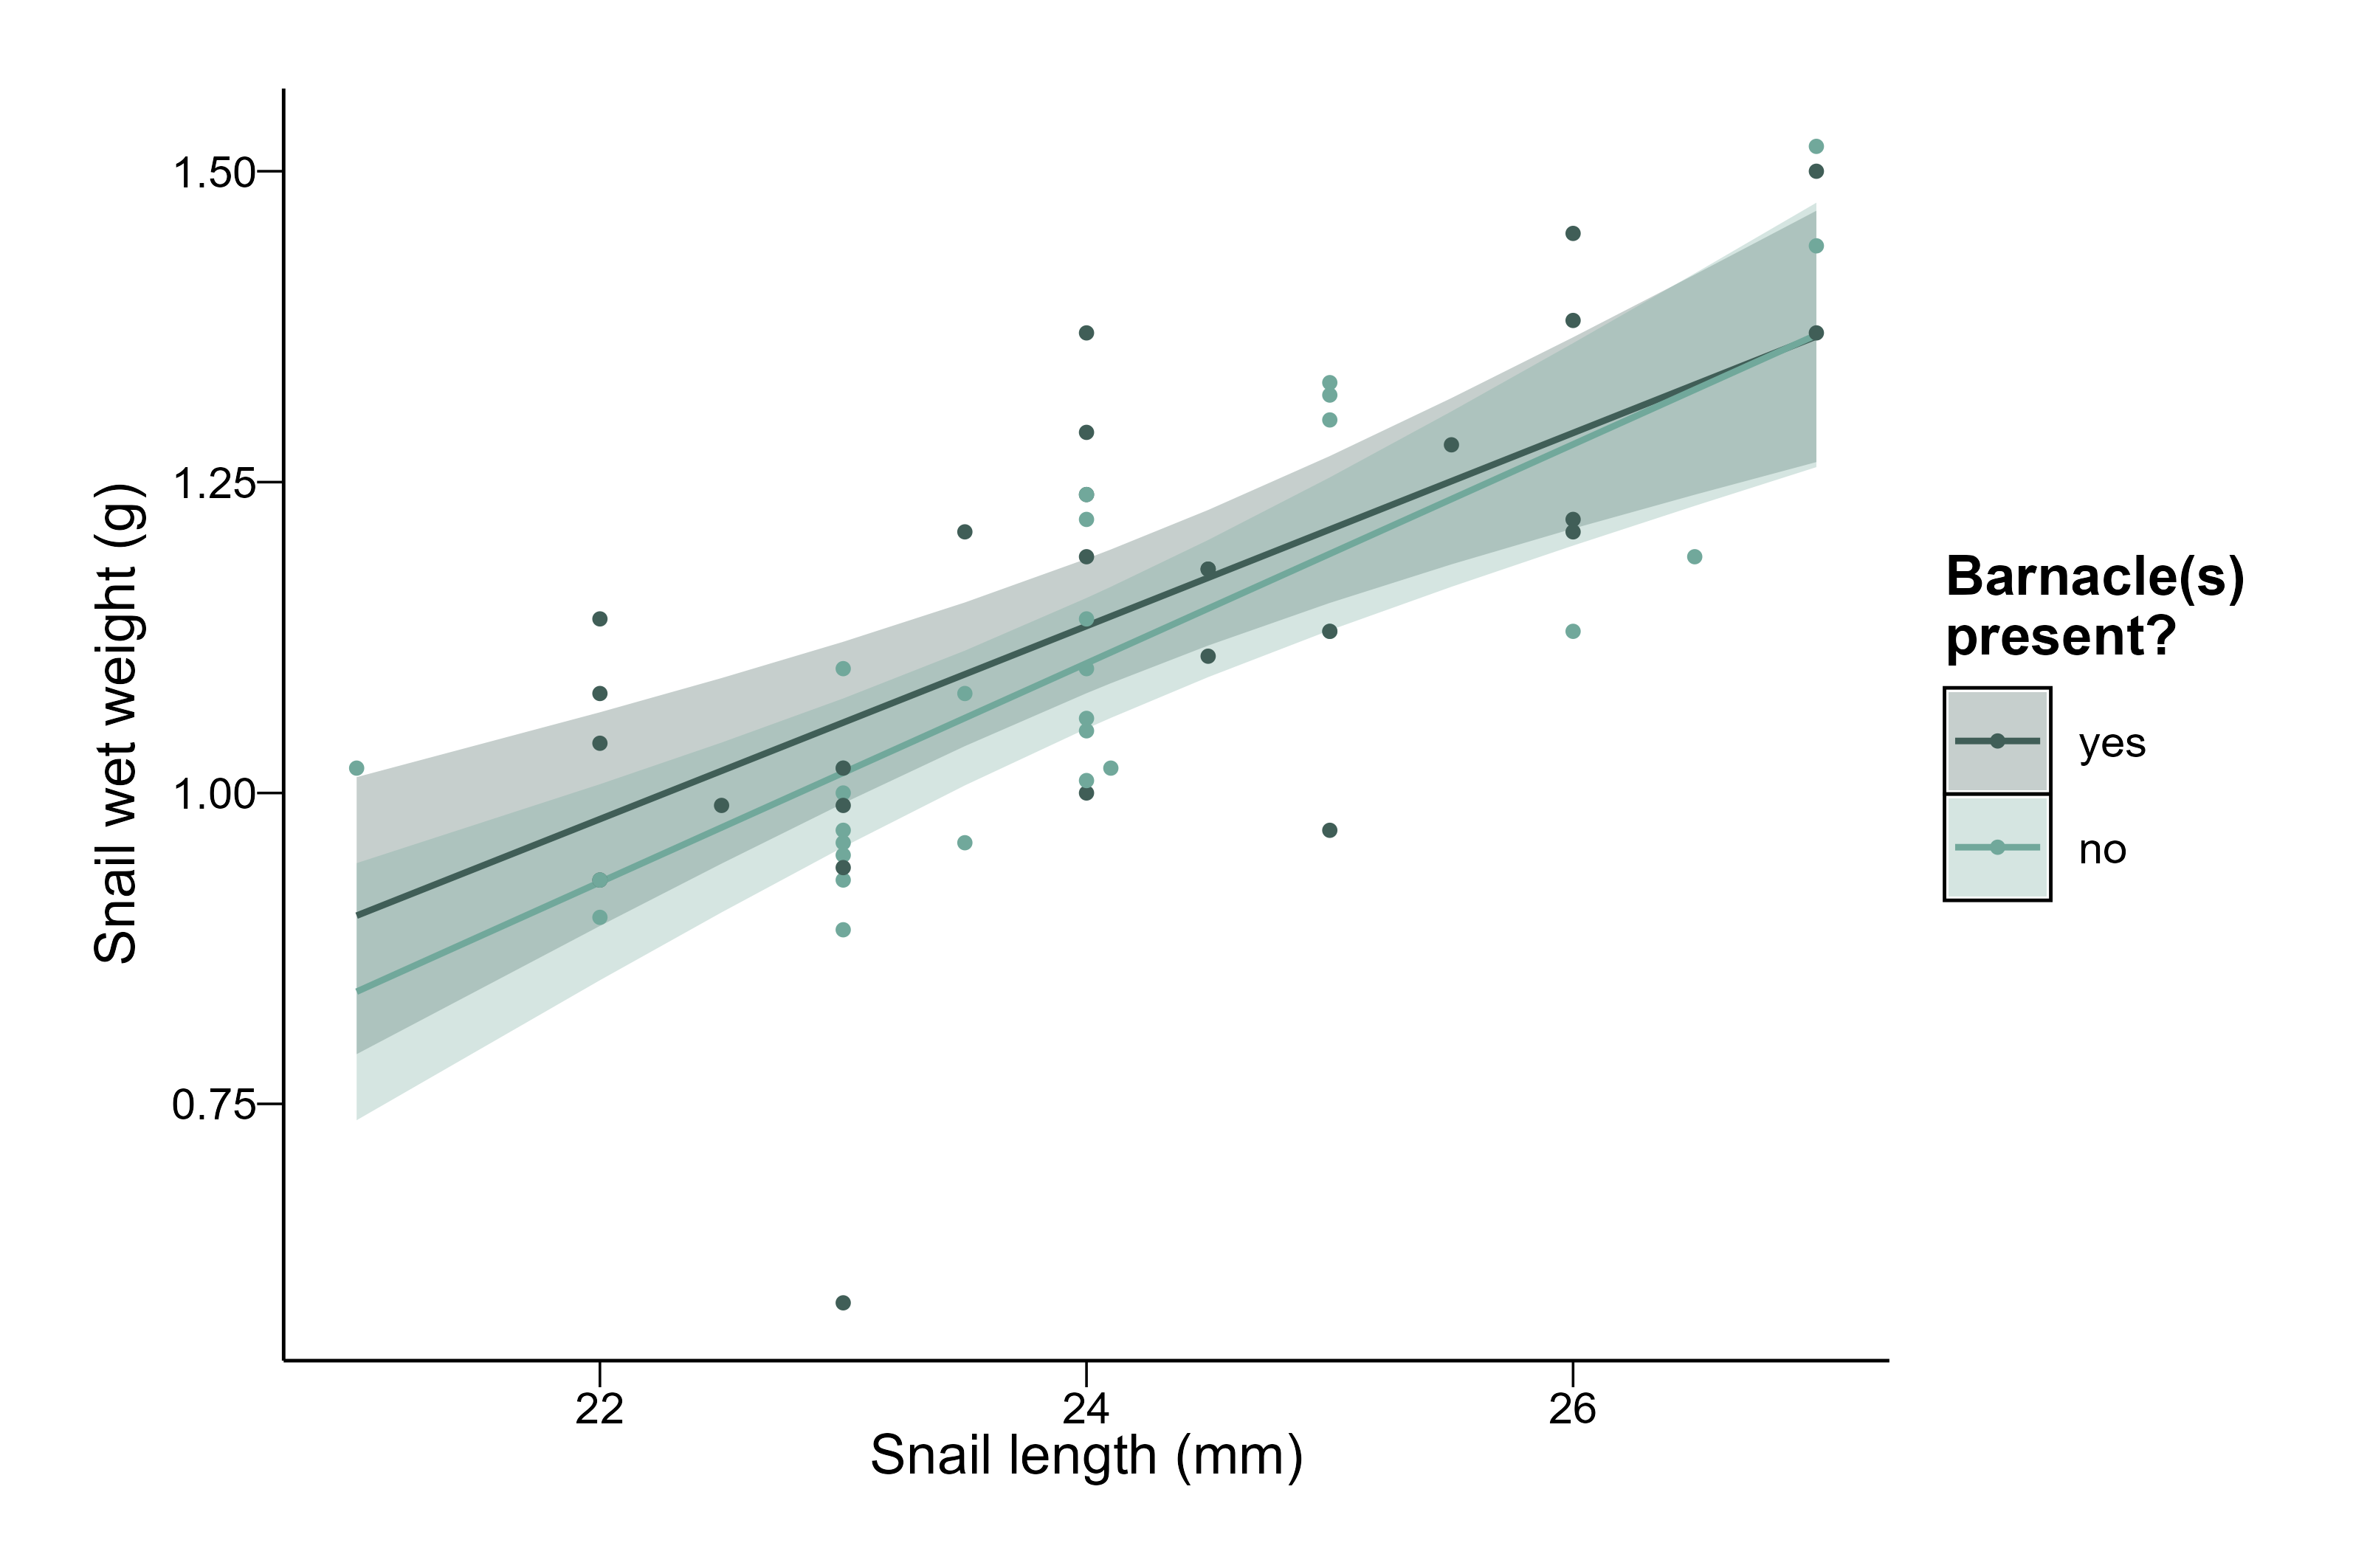 1.50
1.25
1.00
0.75
Snail wet weight (g)
22
24
26
Snail length (mm)
Barnacle(s)
present?
yes
no